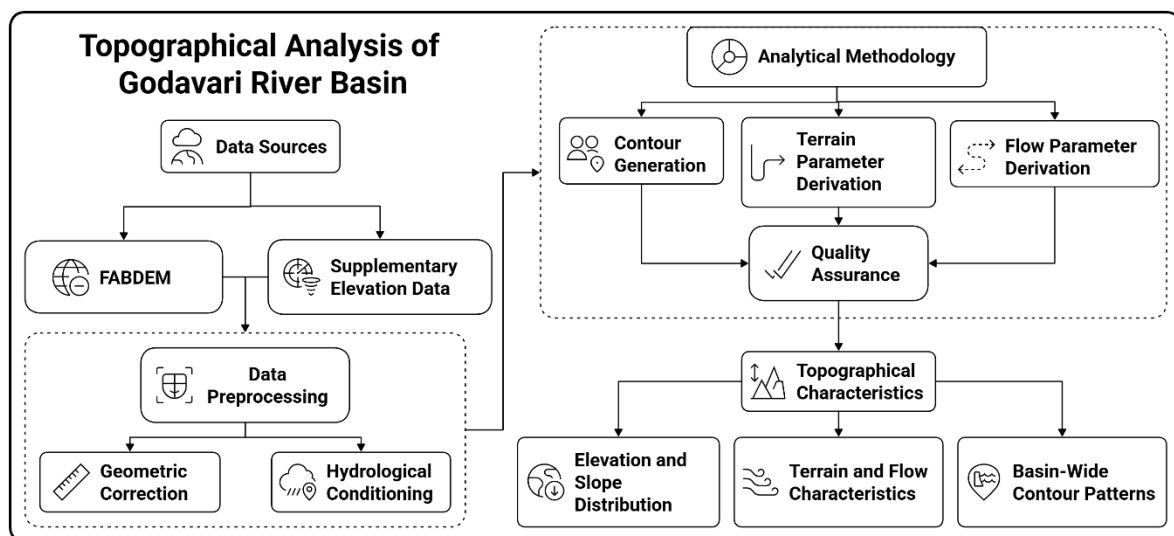 Topographical Analysis of
Godavari River Basin
Data Sources
FABDEM
Supplementary
Elevation Data
Data
Preprocessing
Geometric
Correction
Hydrological
Conditioning
Analytical Methodology
Contour
Generation
Terrain
Parameter
Derivation
Flow Parameter
Derivation
Quality
Assurance
Topographical
Characteristics
Elevation and
Slope
Distribution
Terrain and Flow
Characteristics
Basin-Wide
Contour Patterns